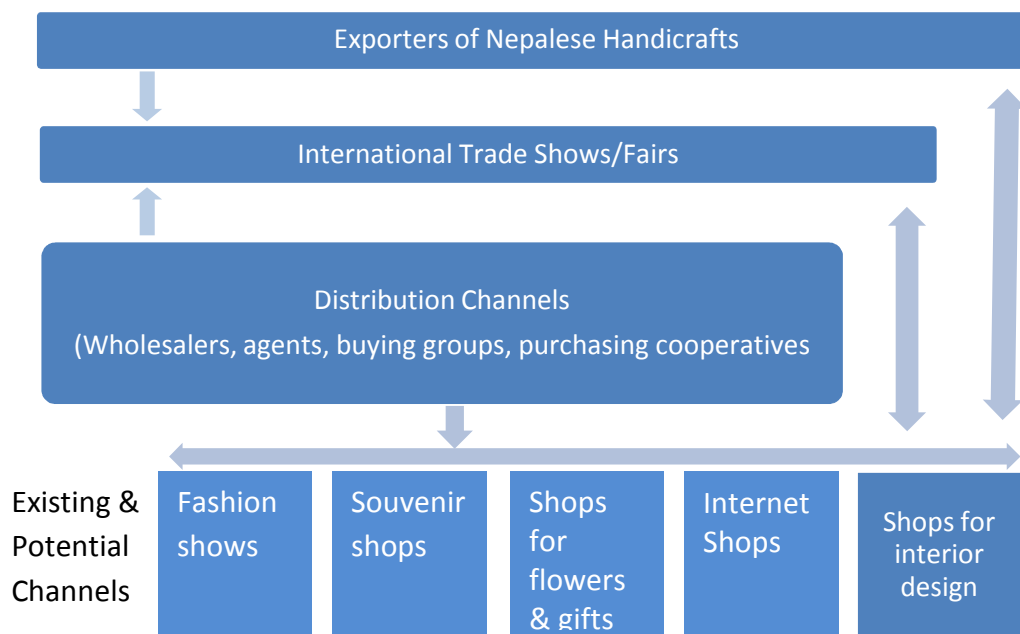 Exporters of Nepalese Handicrafts
International Trade Shows/Fairs
Distribution Channels
(Wholesalers, agents, buying groups, purchasing cooperatives
Existing &
Potential
Channels
Fashion
shows
Souvenir
shops
Shops
for
flowers
& gifts
Internet
Shops
Shops for
interior
design